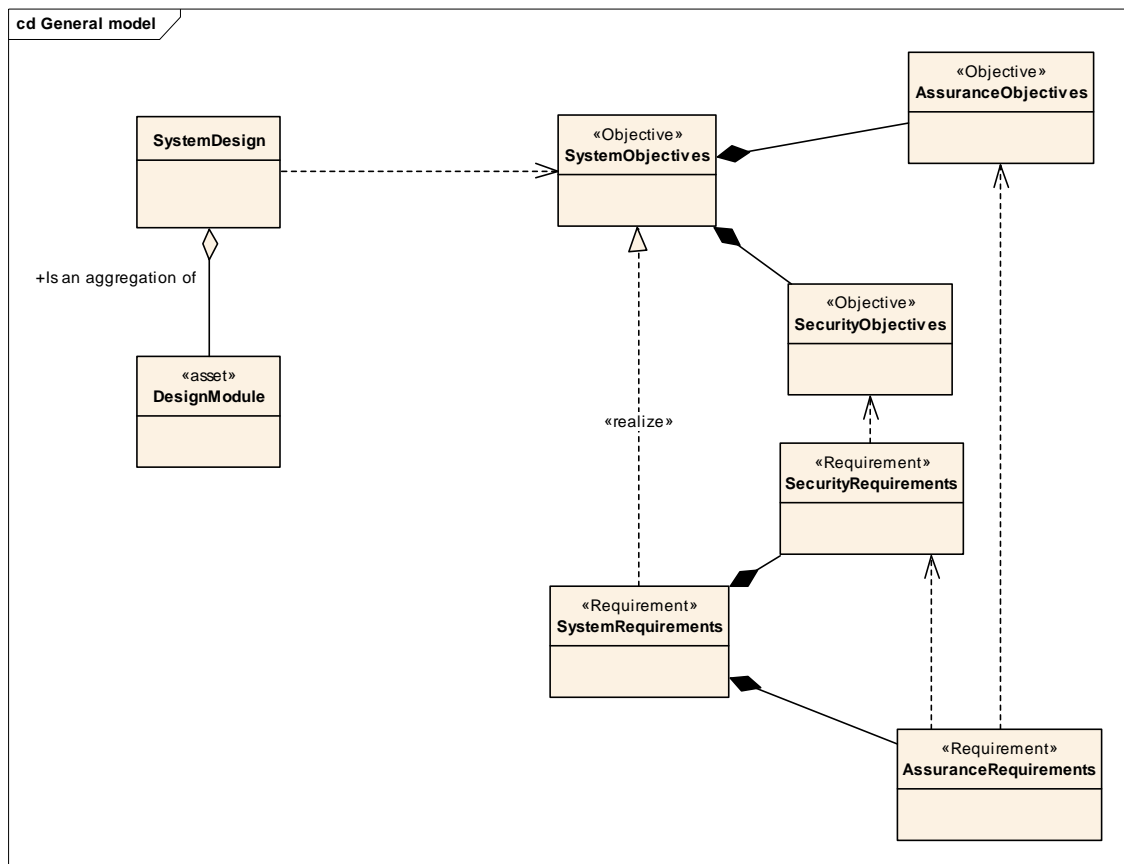 cd General model
«Objective»
AssuranceObjectives
SystemDesign
«Objective»
SystemObjectives
+Is an aggregation of
«Objective»
SecurityObjectives
«asset»
DesignModule
«realize»
«Requirement»
SecurityRequirements
«Requirement»
SystemRequirements
«Requirement»
AssuranceRequirements